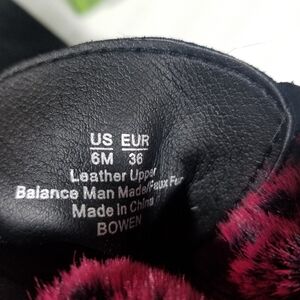 US EUR
6M 36
Leather Upper
Balance Man Made/Faux Fur
Made In China
BOWEN